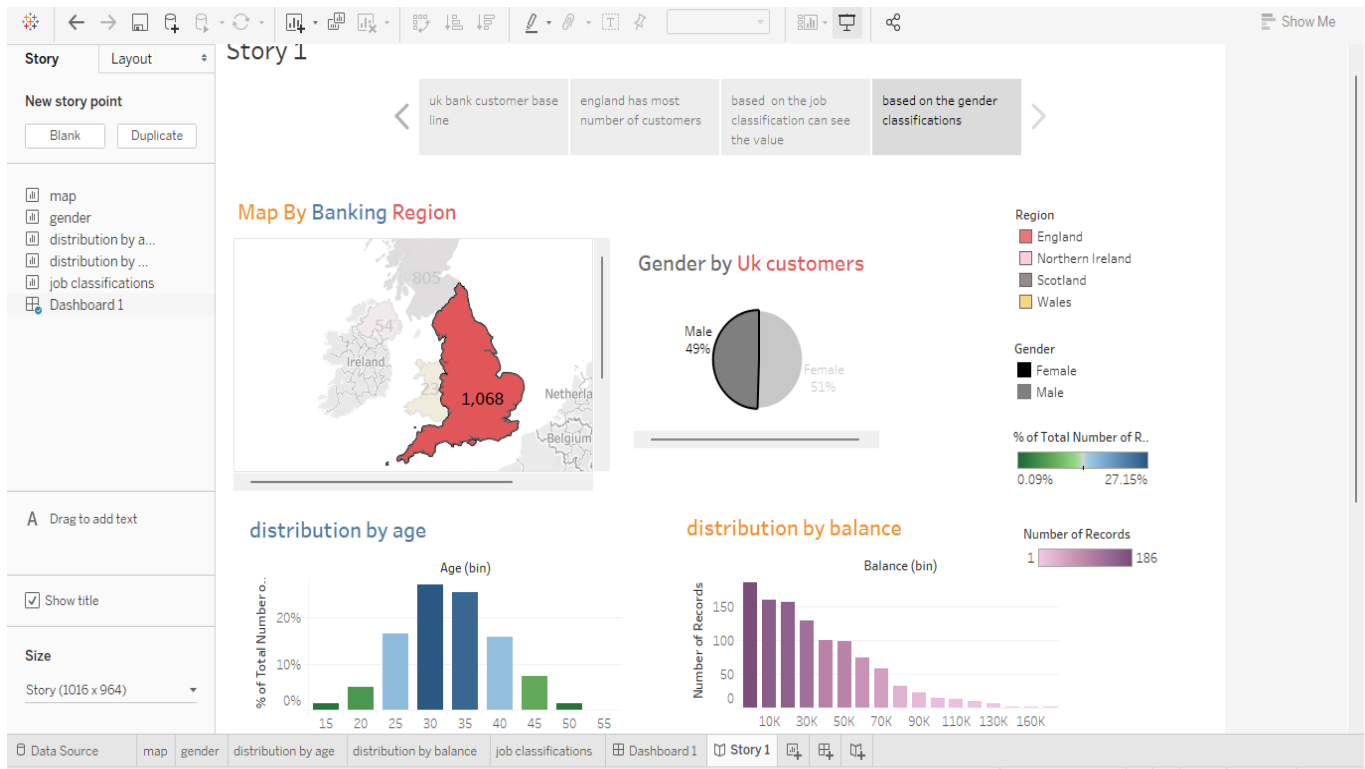 Show Me
Story
Layout
Story 1
New story point
Blank
Duplicate
uk bank customer base
line
england has most
number of customers
based on the job
classification can see
the value
based on the gender
classifications
map
gender
distribution by a...
distribution by ...
job classifications
Dashboard 1
Map By Banking Region
805
54
Ireland
23
1,068
Netherla
Belgium
Gender by Uk customers
Male
49%
Female
51%
Region
England
Northern Ireland
Scotland
Wales
Gender
Female
Male
% of Total Number of R..
0.09%
27.15%
A Drag to add text
Show title
Size
Story (1016 x 964)
distribution by age
Age (bin)
% of Total Number o..
20%
10%
0%
15 20 25 30 35 40 45 50 55
distribution by balance
Balance (bin)
Number of Records
150
100
50
0
10K 30K 50K 70K 90K 110K 130K 160K
Number of Records
1
186
Data Source
map
gender
distribution by age
distribution by balance
job classifications
Dashboard 1
Story 1